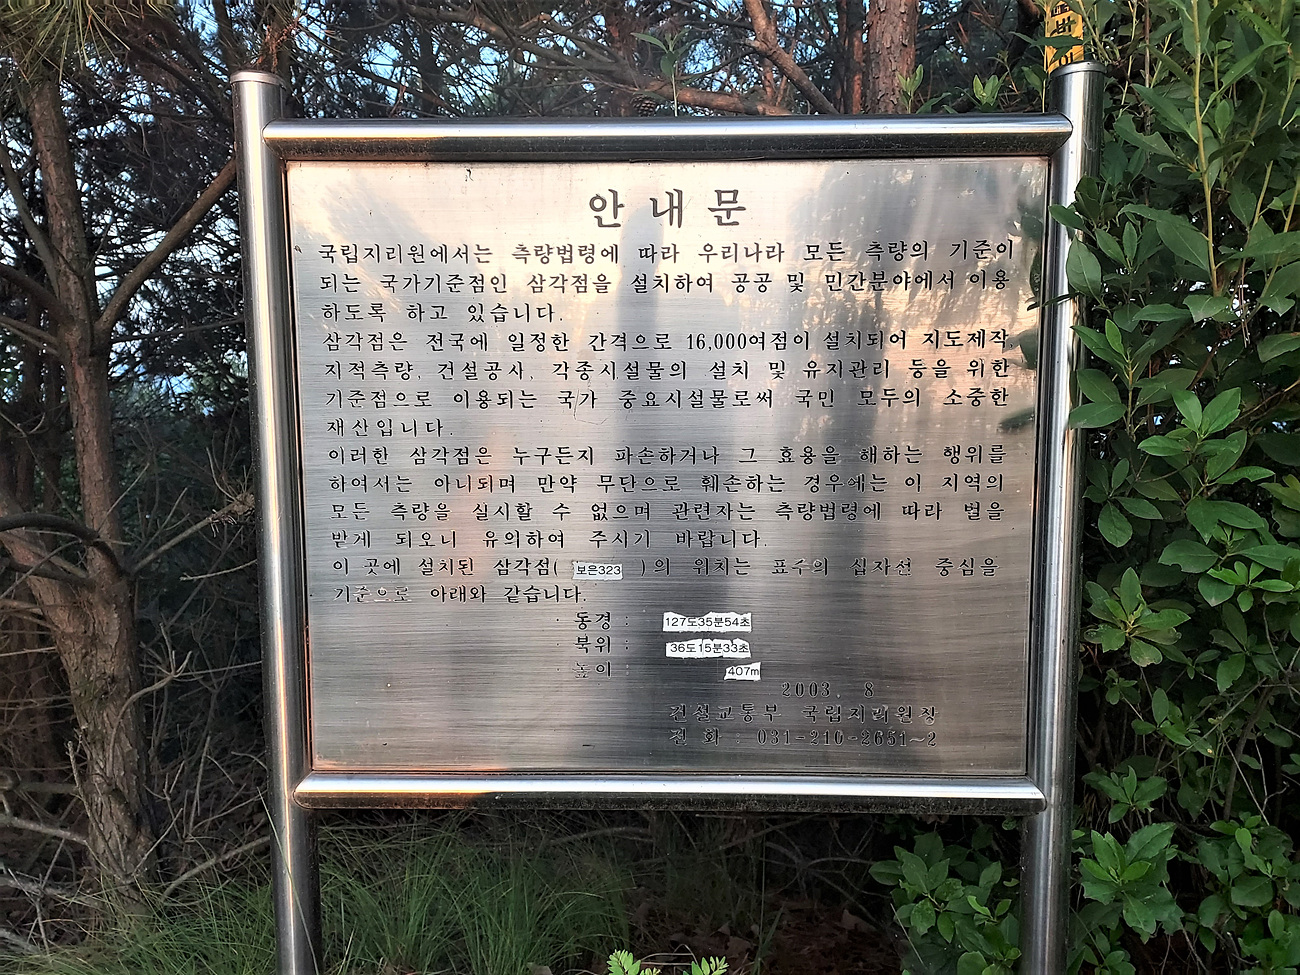 안내문
국립지리원에서는 측량법령에 따라 우리나라 모든 측량의 기준이
되는 국가기준점인 삼각점을 설치하여 공공 및 민간분야에서 이용
하도록 하고 있습니다.
삼각점은 전국에 일정한 간격으로 16,000여점이 설치되어 지도제작,
지적측량, 건설공사, 각종시설물의 설치 및 유지관리 등을 위한
기준점으로 이용되는 국가 중요시설물로써 국민 모두의 소중한
재산입니다.
이러한 삼각점은 누구든지 파손하거나 그 효용을 해하는 행위를
하여서는 아니되며 만약 무단으로 훼손하는 경우에는 이 지역의
모든 측량을 실시할 수 없으며 관련자는 측량법령에 따라 벌을
받게 되오니 유의하여 주시기 바랍니다.
이 곳에 설치된 삼각점( 보은323 )의 위치는 표주의 십자선 중심을
기준으로 아래와 같습니다.
· 동경 : 127도35분54초
· 북위 : 36도15분33초
· 높이 407m
2003. 8
건설교통부 국립지리원장
전화 : 031-210-2651~2